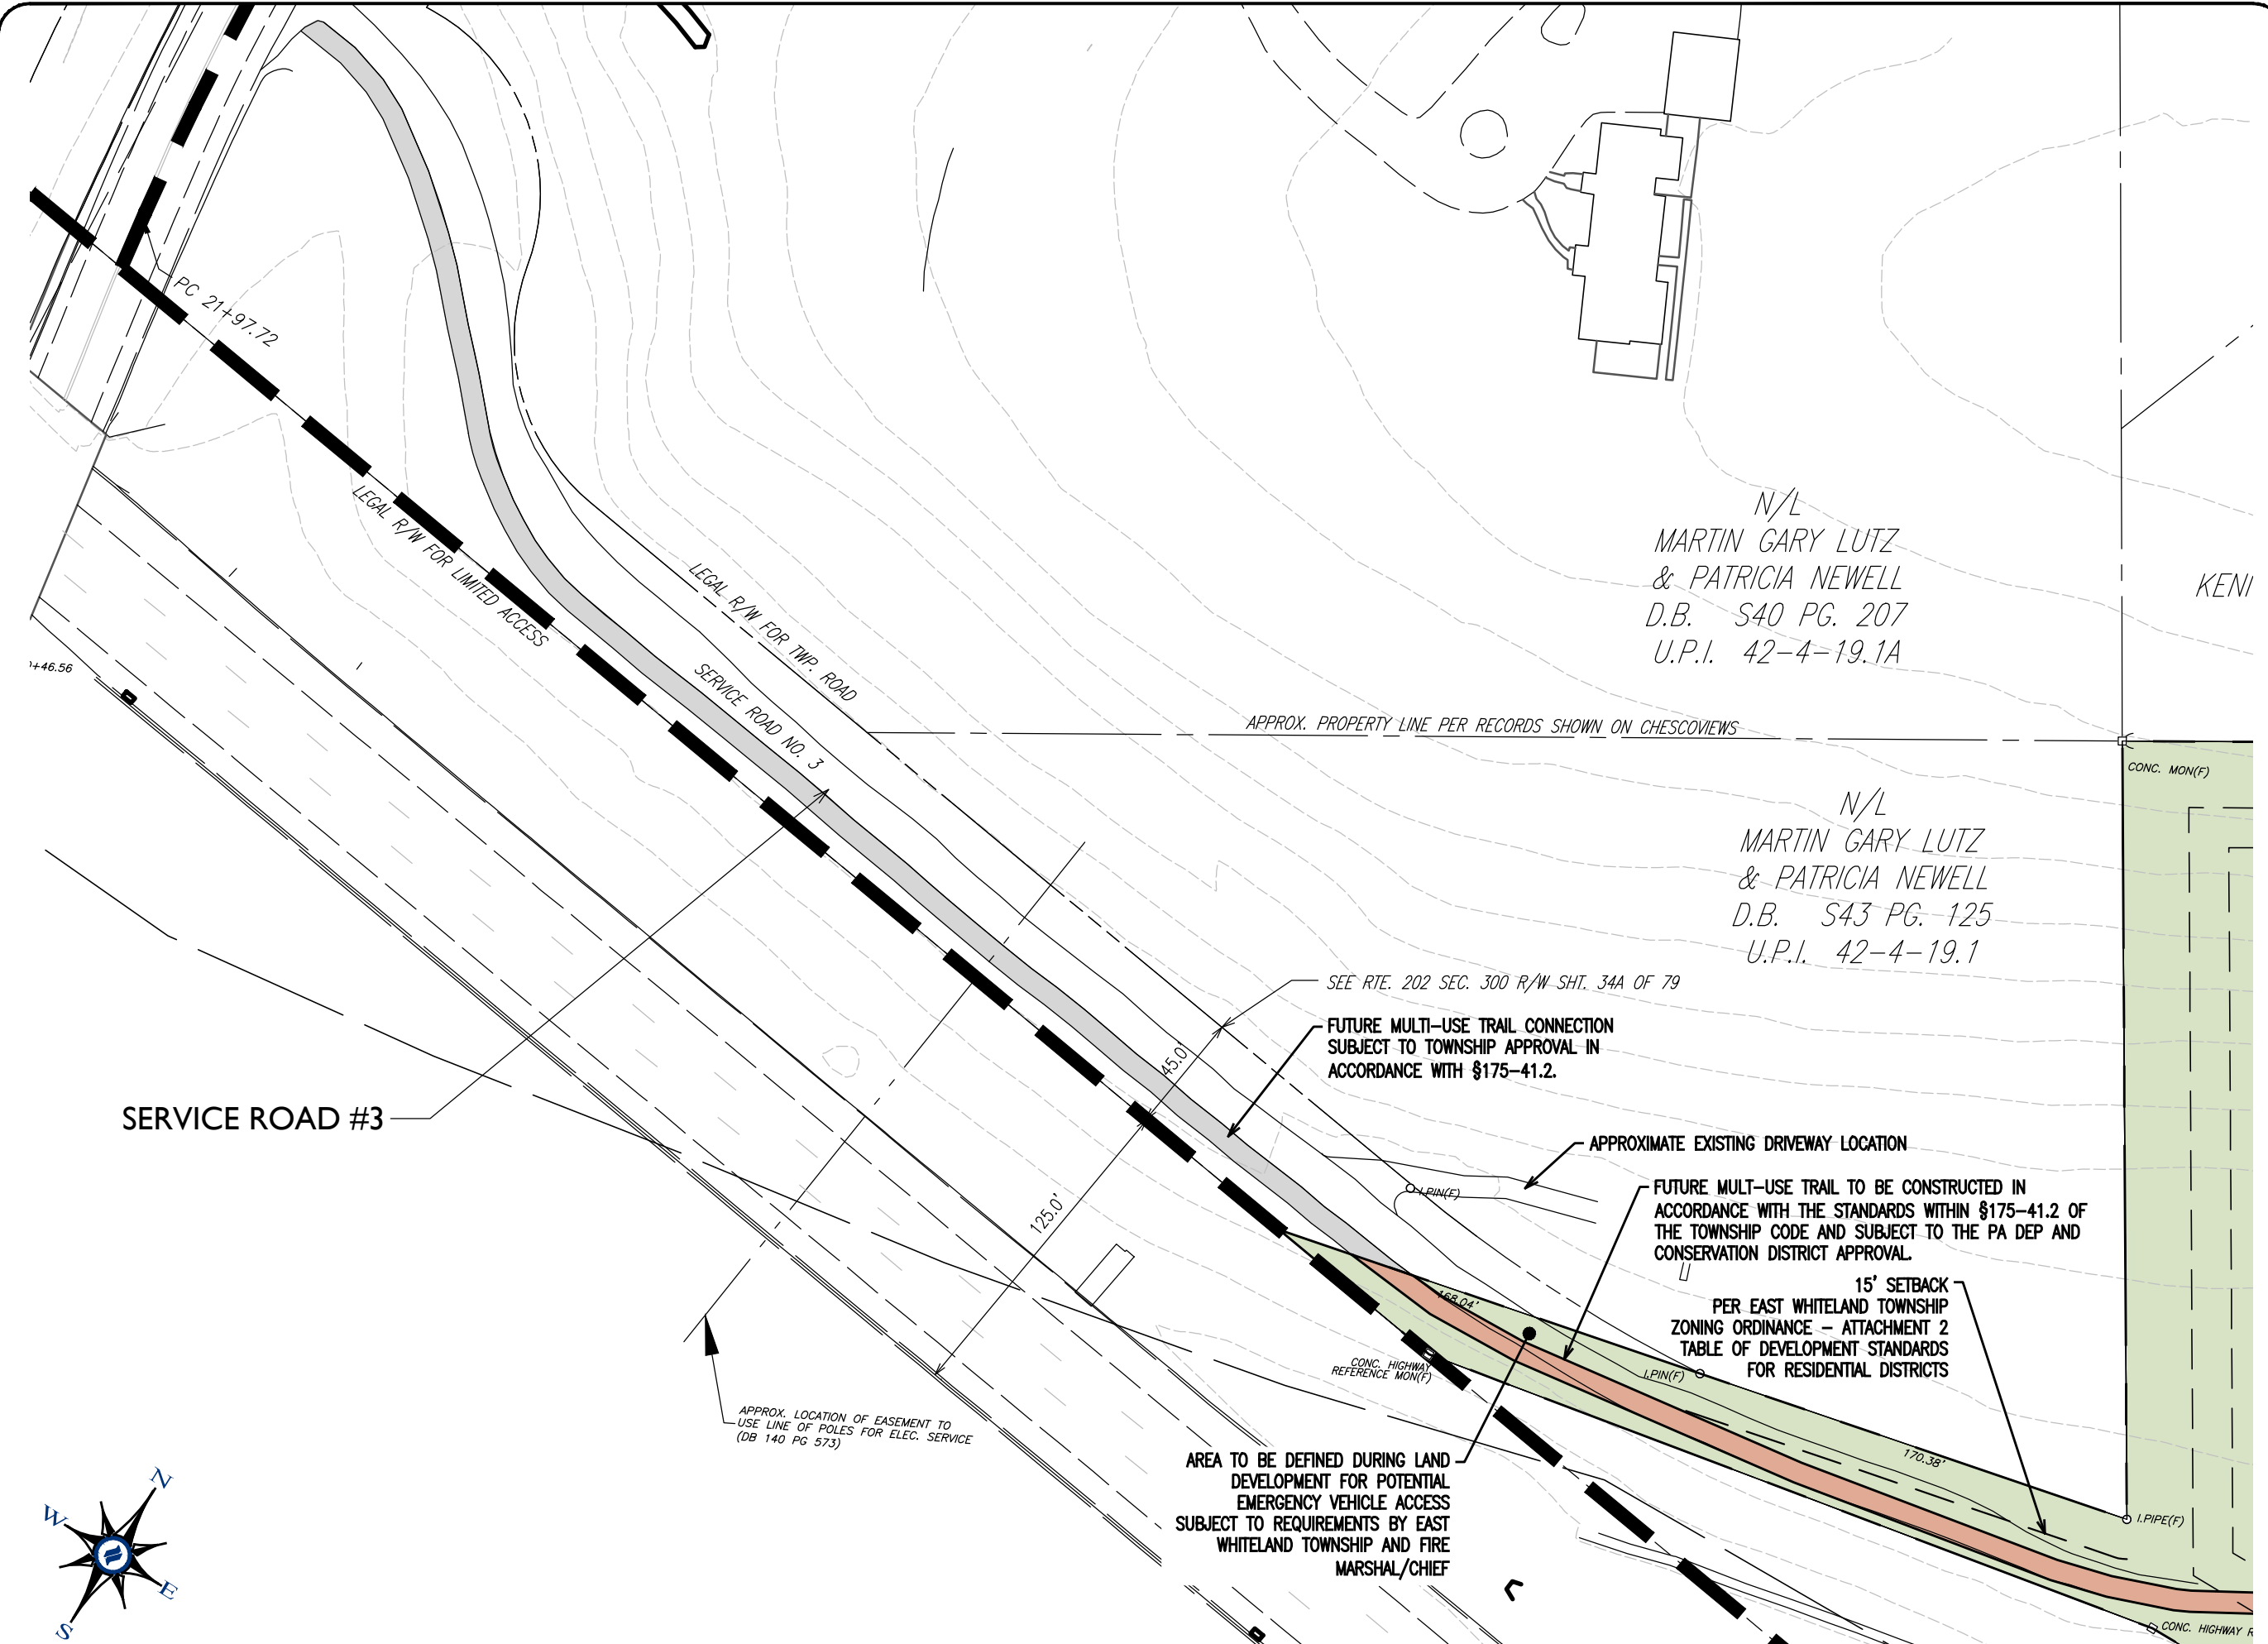 PC 21+97.72
LEGAL R/W FOR LIMITED ACCESS
LEGAL R/W FOR TWP. ROAD
SERVICE ROAD NO. 3
+46.56
N/L
MARTIN GARY LUTZ
& PATRICIA NEWELL
D.B. S40 PG. 207
U.P.I. 42-4-19.1A
KENI
APPROX. PROPERTY LINE PER RECORDS SHOWN ON CHESCOVIEWS
CONC. MON(F)
N/L
MARTIN GARY LUTZ
& PATRICIA NEWELL
D.B. S43 PG. 125
U.P.I. 42-4-19.1
SEE RTE. 202 SEC. 300 R/W SHT. 34A OF 79
FUTURE MULTI-USE TRAIL CONNECTION
SUBJECT TO TOWNSHIP APPROVAL IN
ACCORDANCE WITH §175-41.2.
45.0'
125.0'
SERVICE ROAD #3
APPROXIMATE EXISTING DRIVEWAY LOCATION
I.PIN(F)
FUTURE MULT-USE TRAIL TO BE CONSTRUCTED IN
ACCORDANCE WITH THE STANDARDS WITHIN §175-41.2 OF
THE TOWNSHIP CODE AND SUBJECT TO THE PA DEP AND
CONSERVATION DISTRICT APPROVAL.
15' SETBACK
PER EAST WHITELAND TOWNSHIP
ZONING ORDINANCE - ATTACHMENT 2
TABLE OF DEVELOPMENT STANDARDS
FOR RESIDENTIAL DISTRICTS
168.04'
CONC. HIGHWAY
REFERENCE MON(F)
I.PIN(F)
170.38'
I.PIPE(F)
APPROX. LOCATION OF EASEMENT TO
USE LINE OF POLES FOR ELEC. SERVICE
(DB 140 PG 573)
AREA TO BE DEFINED DURING LAND
DEVELOPMENT FOR POTENTIAL
EMERGENCY VEHICLE ACCESS
SUBJECT TO REQUIREMENTS BY EAST
WHITELAND TOWNSHIP AND FIRE
MARSHAL/CHIEF
N
W
E
S
CONC. HIGHWAY R